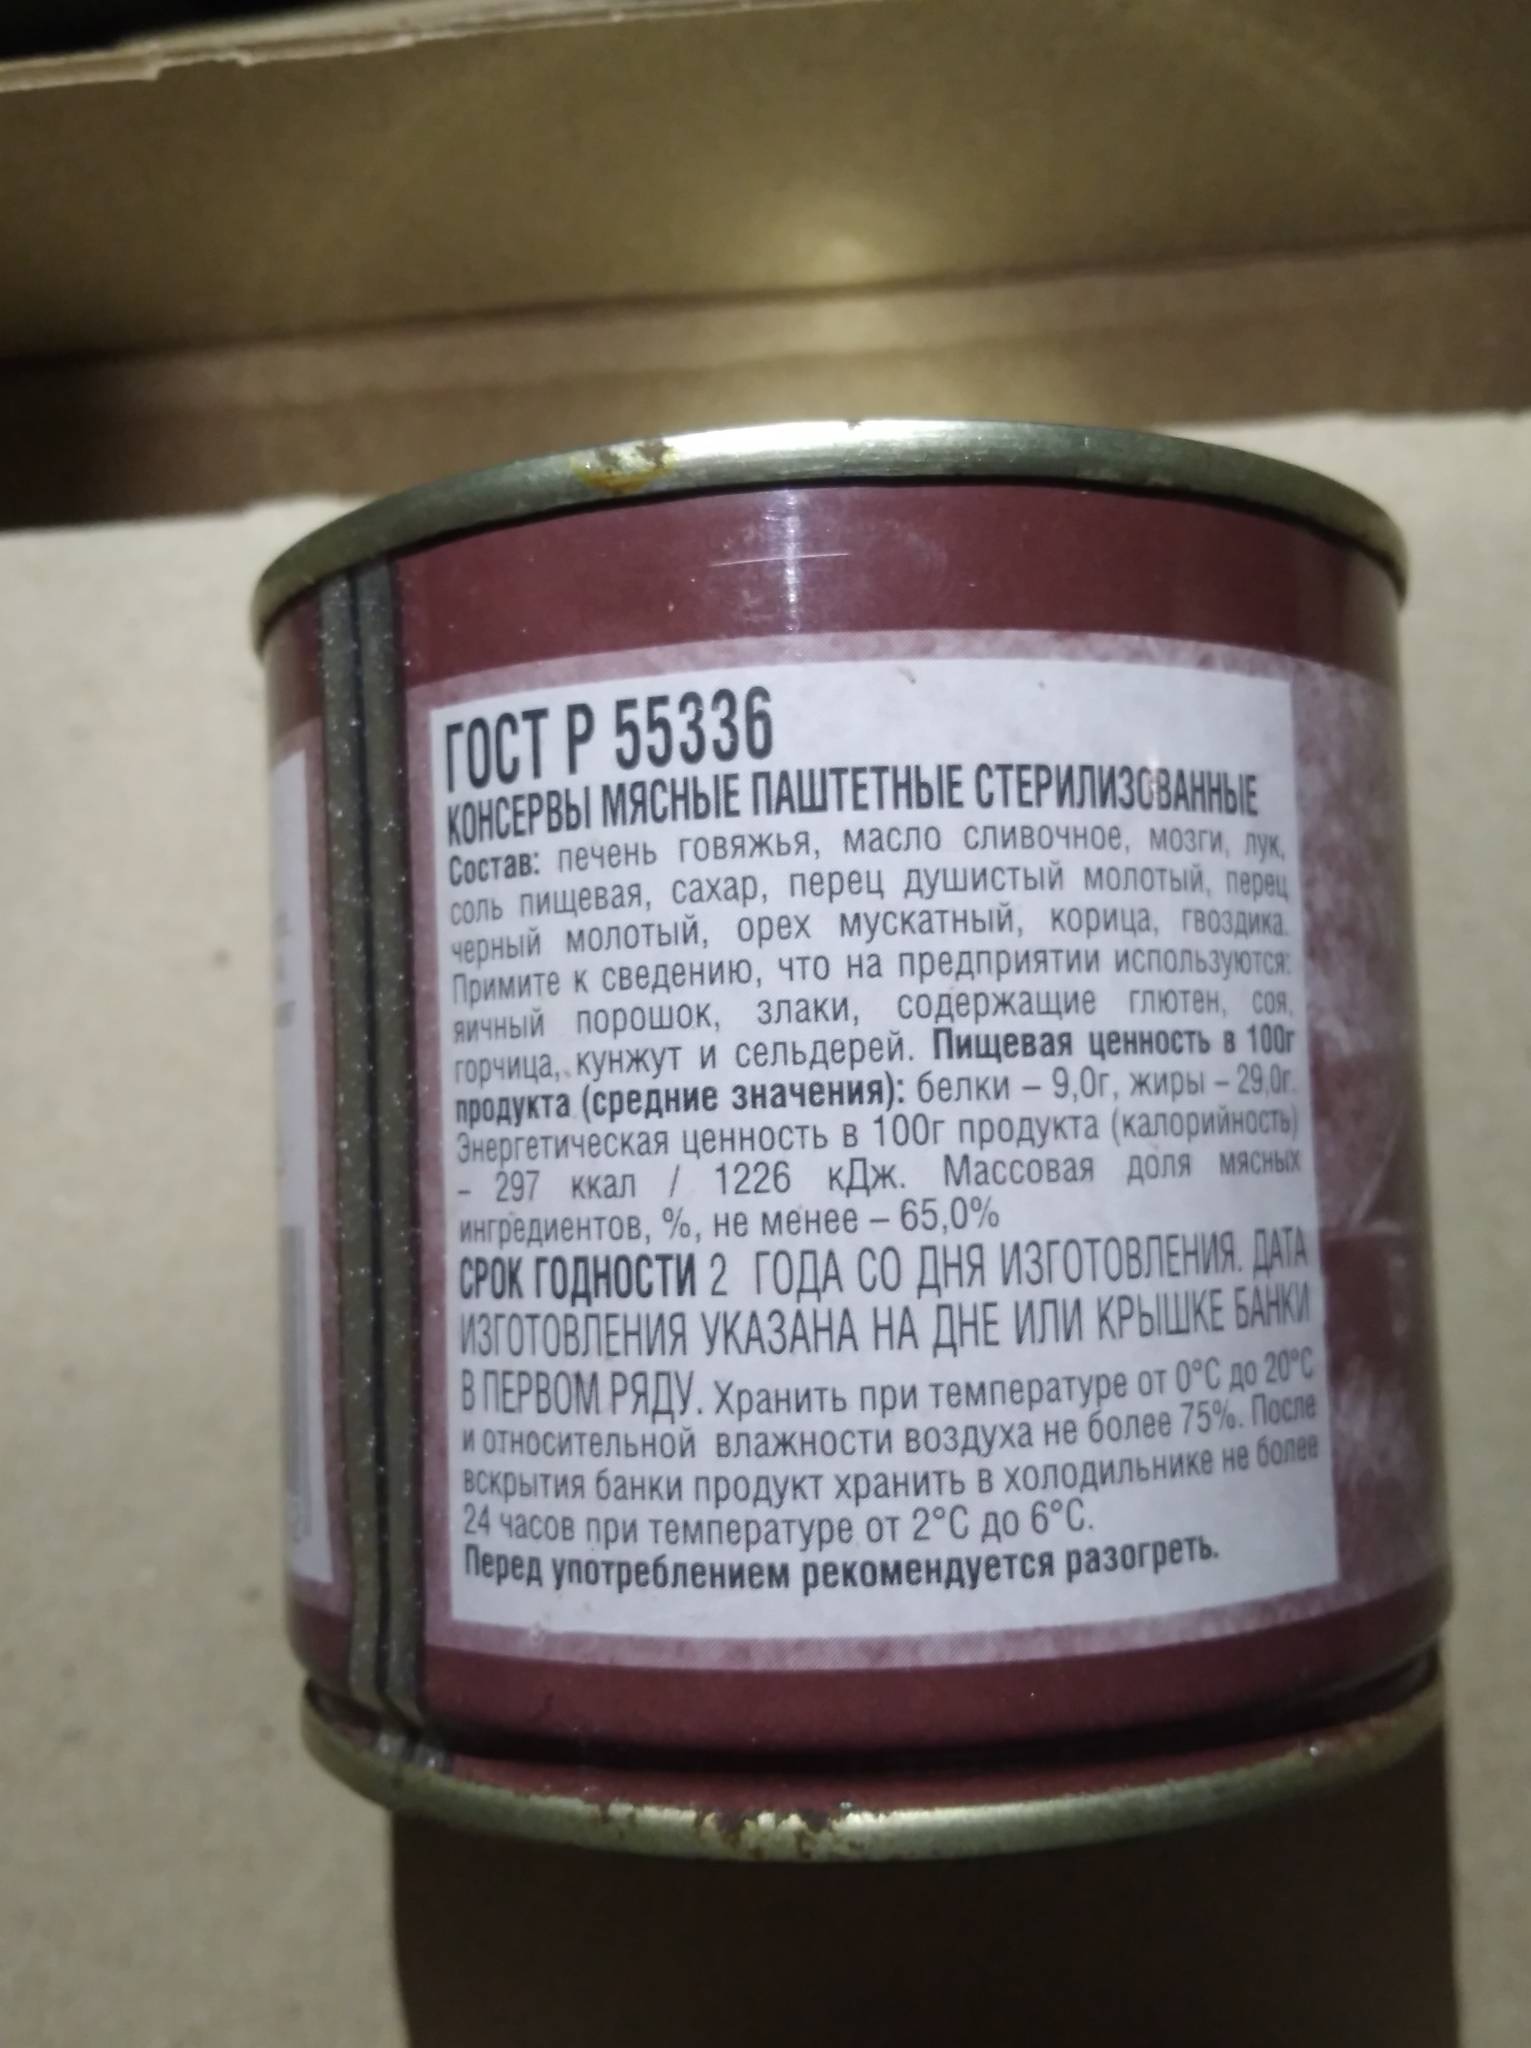 ГОСТ Р 55336
КОНСЕРВЫ МЯСНЫЕ ПАШТЕТНЫЕ СТЕРИЛИЗОВАННЫЕ
Состав: печень говяжья, масло сливочное, мозги, лук,
соль пищевая, сахар, перец душистый молотый, перец
черный молотый, орех мускатный, корица, гвоздика.
Примите к сведению, что на предприятии используются:
яичный порошок, злаки, содержащие глютен, соя,
горчица, кунжут и сельдерей. Пищевая ценность в 100г
продукта (средние значения): белки – 9,0г, жиры – 29,0г.
Энергетическая ценность в 100г продукта (калорийность)
- 297 ккал / 1226 кДж. Массовая доля мясных
ингредиентов, %, не менее – 65,0%
СРОК ГОДНОСТИ 2 ГОДА СО ДНЯ ИЗГОТОВЛЕНИЯ. ДАТА
ИЗГОТОВЛЕНИЯ УКАЗАНА НА ДНЕ ИЛИ КРЫШКЕ БАНКИ
В ПЕРВОМ РЯДУ. Хранить при температуре от 0°С до 20°С
и относительной влажности воздуха не более 75%. После
вскрытия банки продукт хранить в холодильнике не более
24 часов при температуре от 2°С до 6°С.
Перед употреблением рекомендуется разогреть.